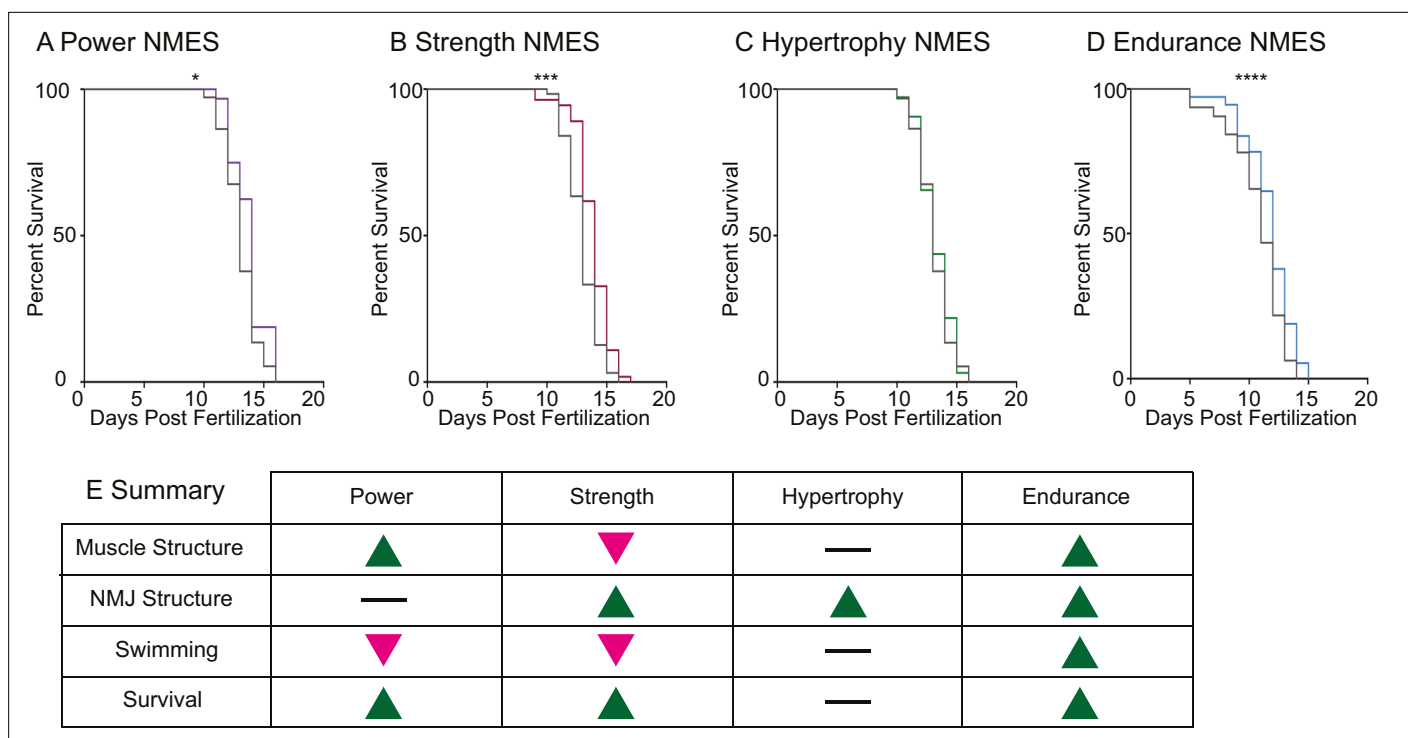 A Power NMES
*
100
50
0
Percent Survival
0 5 10 15 20
Days Post Fertilization
B Strength NMES
***
100
50
0
Percent Survival
0 5 10 15 20
Days Post Fertilization
C Hypertrophy NMES
100
50
0
Percent Survival
0 5 10 15 20
Days Post Fertilization
D Endurance NMES
****
100
50
0
Percent Survival
0 5 10 15 20
Days Post Fertilization
E Summary Power Strength Hypertrophy Endurance
Muscle Structure
NMJ Structure
Swimming
Survival